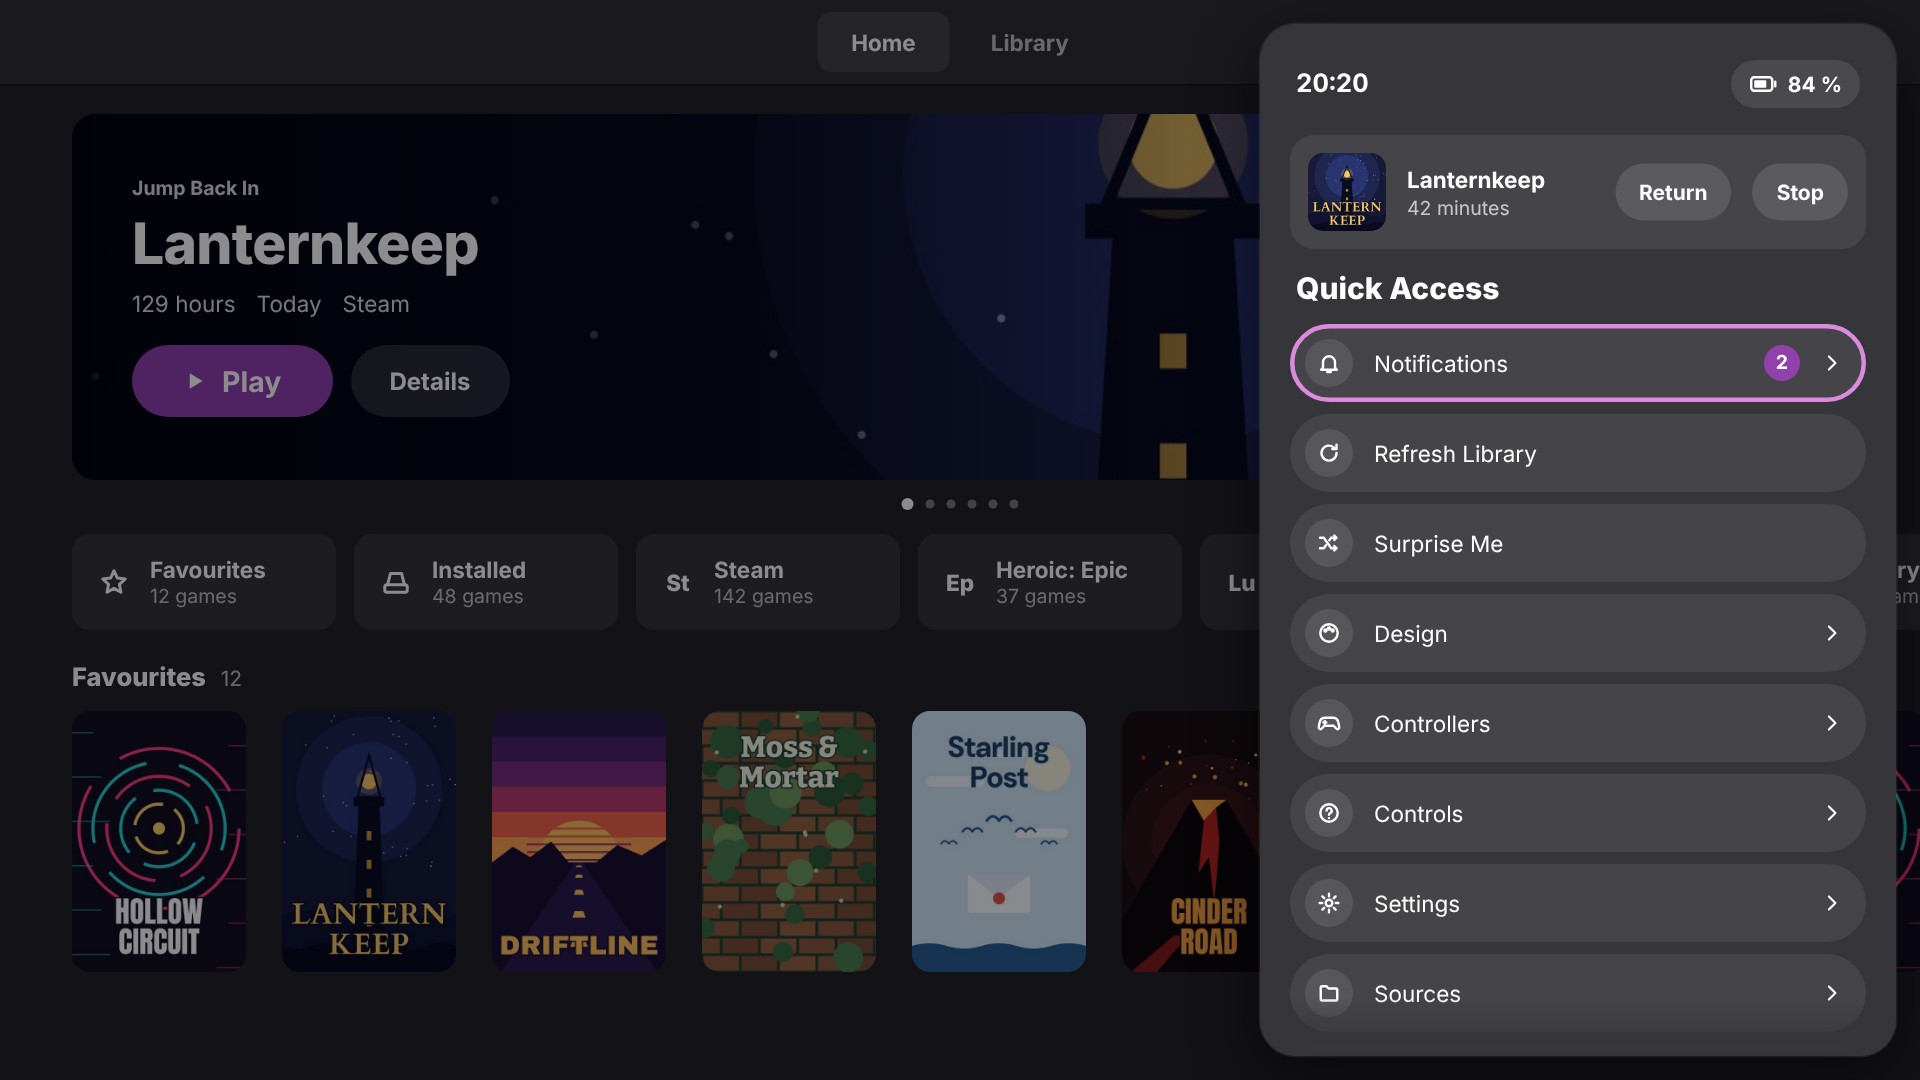 Home
Library
Jump Back In
Lanternkeep
129 hours Today Steam
Play
Details
Favourites
12 games
Installed
48 games
St
Steam
142 games
Ep
Heroic: Epic
37 games
Lu
Favourites 12
HOLLOW
CIRCUIT
LANTERN
KEEP
DRIFTLINE
Moss &
Mortar
Starling
Post
CINDER
ROAD
20:20
84 %
LANTERN
KEEP
Lanternkeep
42 minutes
Return
Stop
Quick Access
Notifications
2
Refresh Library
Surprise Me
Design
Controllers
Controls
Settings
Sources